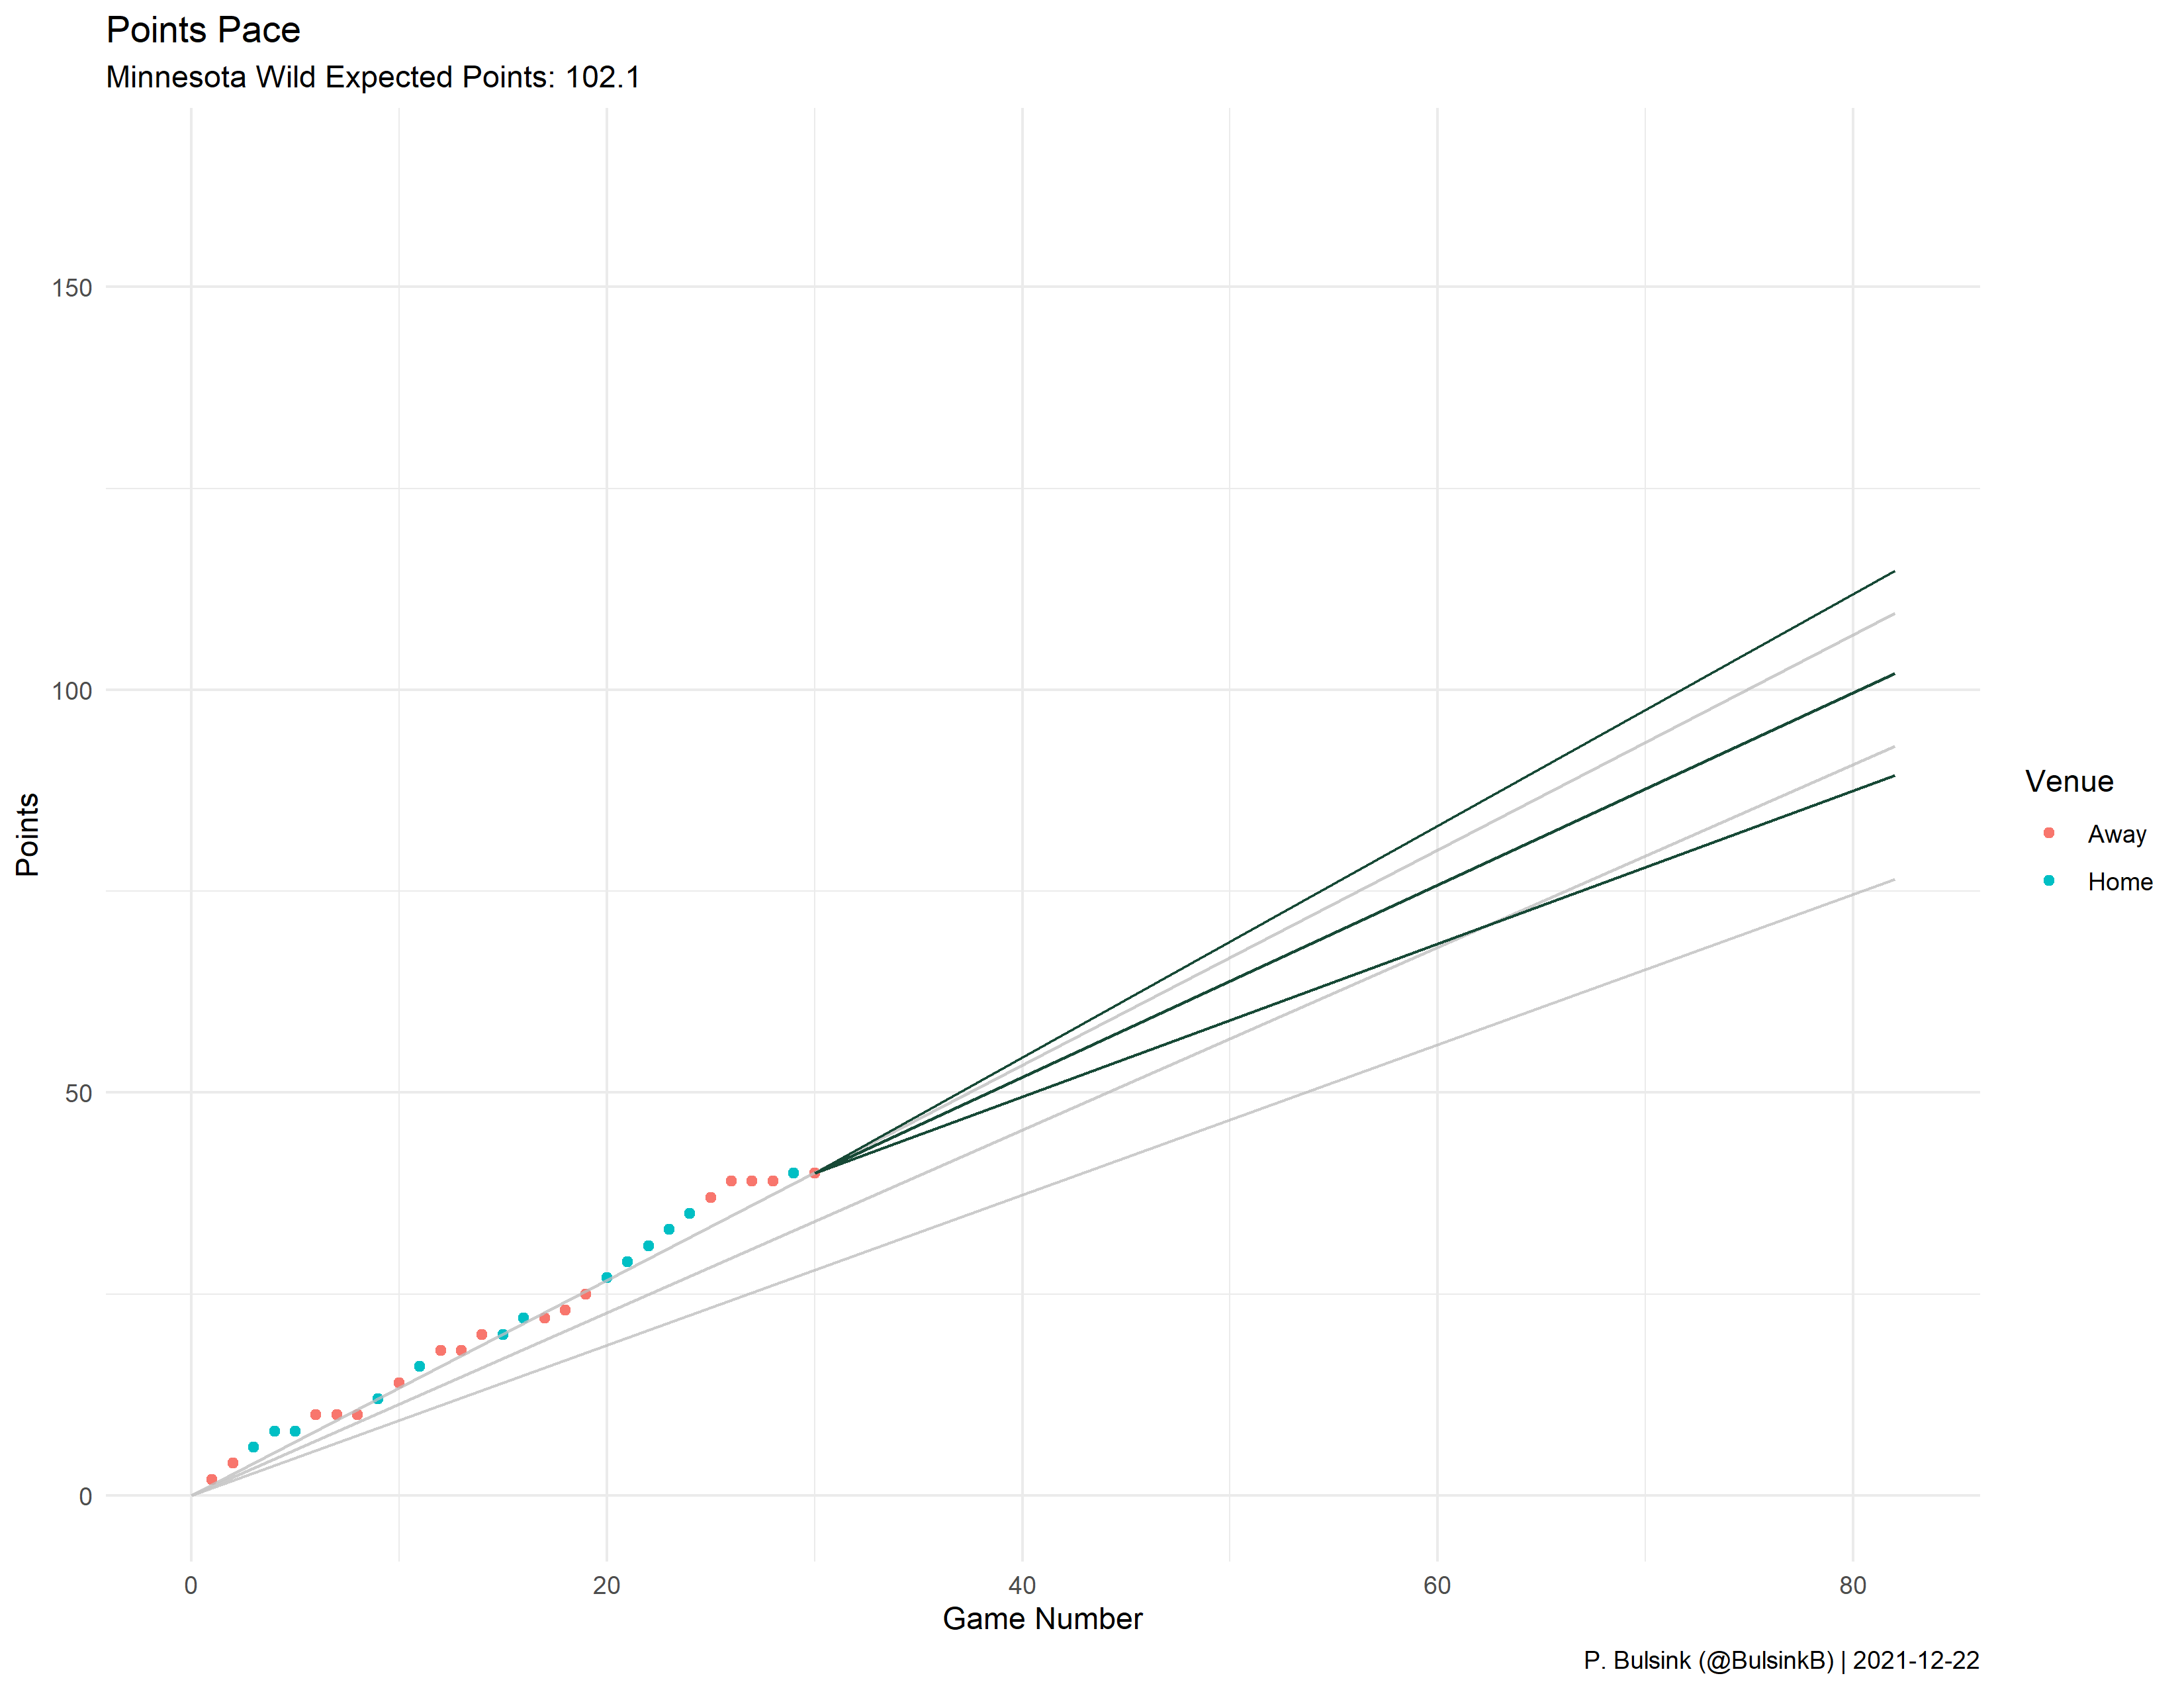 Points Pace
Minnesota Wild Expected Points: 102.1
150
100
50
0
Points
0 20 40 60 80
Game Number
Venue
Away
Home
P. Bulsink (@BulsinkB) | 2021-12-22